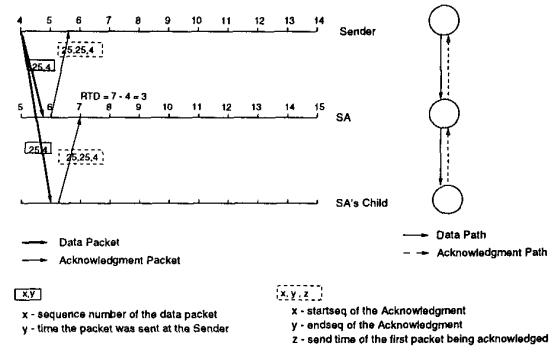 4 5 6 7 8 9 10 11 12 13 14
Sender
25,4
25,25,4
RTD = 7 - 4 = 3
5 6 7 8 9 10 11 12 13 14 15
SA
25,4
25,25,4
SA's Child
Data Packet
Acknowledgment Packet
Data Path
Acknowledgment Path
x,y
x - sequence number of the data packet
y - time the packet was sent at the Sender
x, y , z
x - startseq of the Acknowledgment
y - endseq of the Acknowledgment
z - send time of the first packet being acknowledged